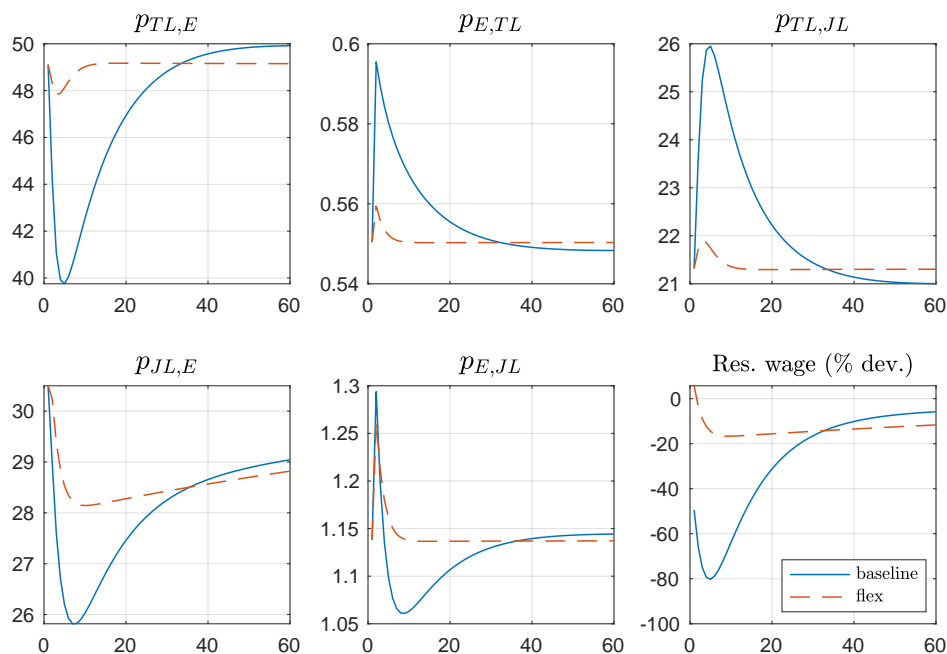 p_{TL,E}
50
48
46
44
42
40
0 20 40 60
p_{E,TL}
0.6
0.58
0.56
0.54
0 20 40 60
p_{TL,JL}
26
25
24
23
22
21
0 20 40 60
p_{JL,E}
30
29
28
27
26
0 20 40 60
p_{E,JL}
1.3
1.25
1.2
1.15
1.1
1.05
0 20 40 60
Res. wage (% dev.)
0
-20
-40
-60
-80
-100
0 20 40 60
baseline
flex